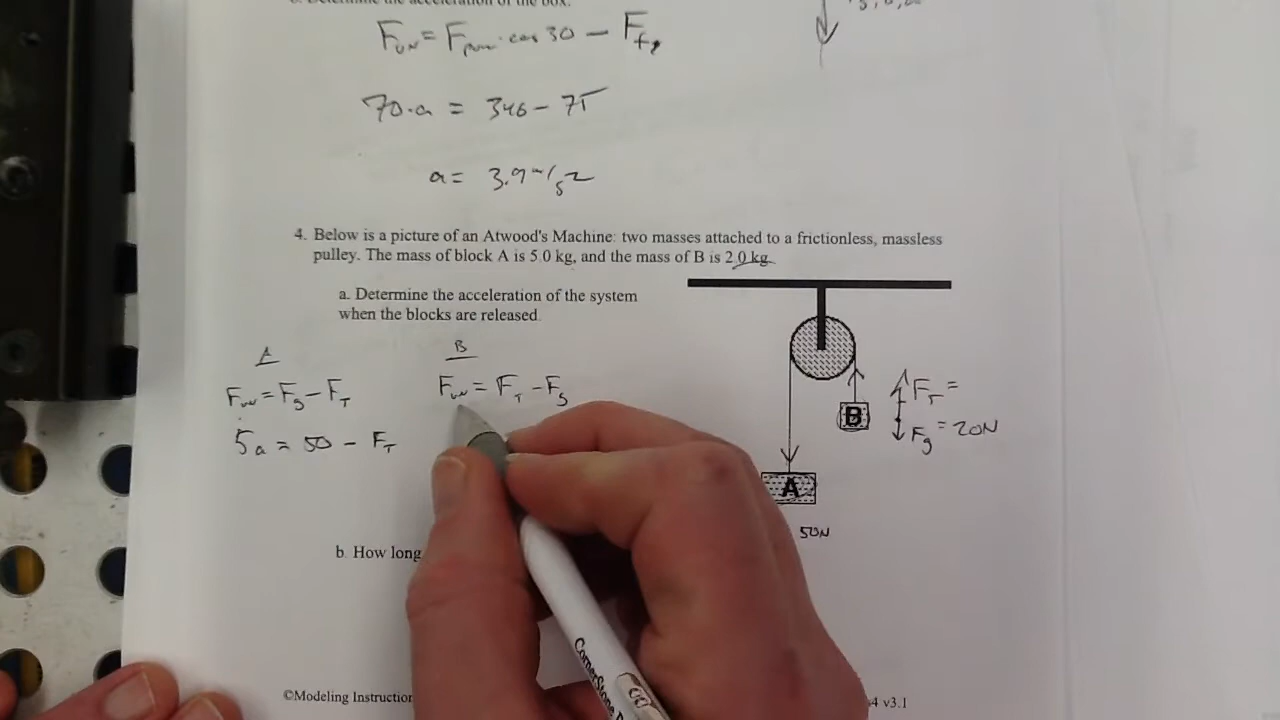 F_UN = F_____ · cos 30 − F_f,
70·a = 346 − 75
a = 3.9 m/s2
4. Below is a picture of an Atwood's Machine: two masses attached to a frictionless, massless
pulley. The mass of block A is 5.0 kg, and the mass of B is 2.0 kg.
a. Determine the acceleration of the system
when the blocks are released.
A
F_UN = F_g − F_T
5a = 50 − F_T
B
F_UN = F_T − F_g
B
F_T =
F_g = 20N
A
50N
b. How long
©Modeling Instruction
s4 v3.1